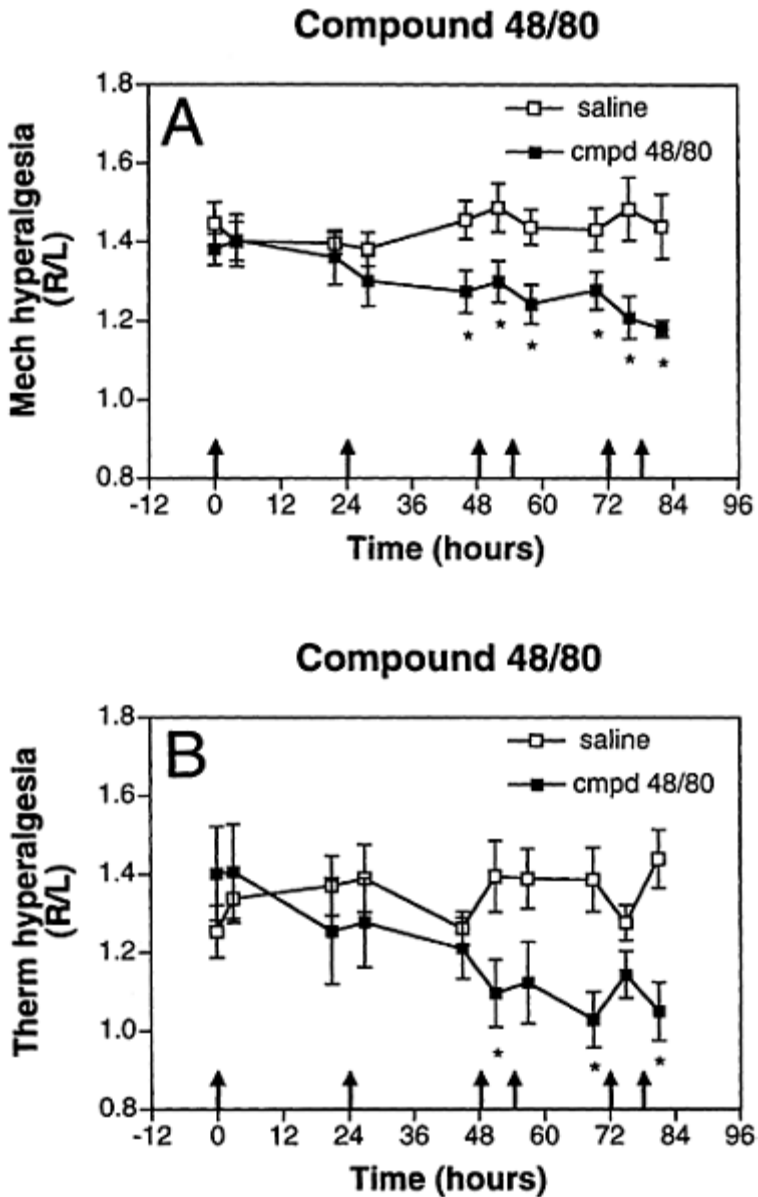 Compound 48/80
A
saline
cmpd 48/80
Mech hyperalgesia
(R/L)
1.8
1.6
1.4
1.2
1.0
0.8
* * * * * *
-12 0 12 24 36 48 60 72 84 96
Time (hours)
Compound 48/80
B
saline
cmpd 48/80
Therm hyperalgesia
(R/L)
1.8
1.6
1.4
1.2
1.0
0.8
* * *
-12 0 12 24 36 48 60 72 84 96
Time (hours)